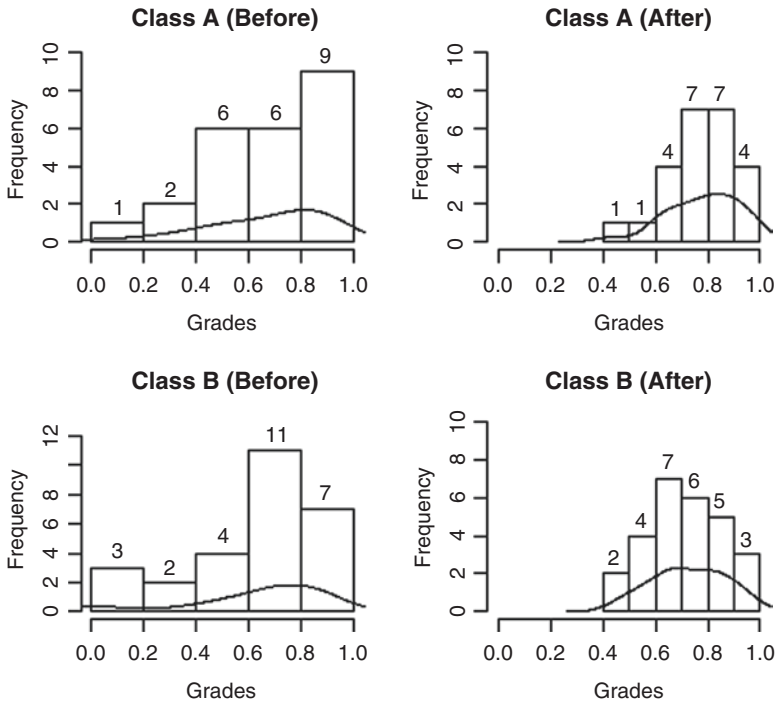 Class A (Before)
Frequency
0 2 4 6 8 10
1 2 6 6 9
0.0 0.2 0.4 0.6 0.8 1.0
Grades
Class A (After)
Frequency
0 2 4 6 8 10
1 1 4 7 7 4
0.0 0.2 0.4 0.6 0.8 1.0
Grades
Class B (Before)
Frequency
0 2 4 6 8 12
3 2 4 11 7
0.0 0.2 0.4 0.6 0.8 1.0
Grades
Class B (After)
Frequency
0 2 4 6 8 10
2 4 7 6 5 3
0.0 0.2 0.4 0.6 0.8 1.0
Grades